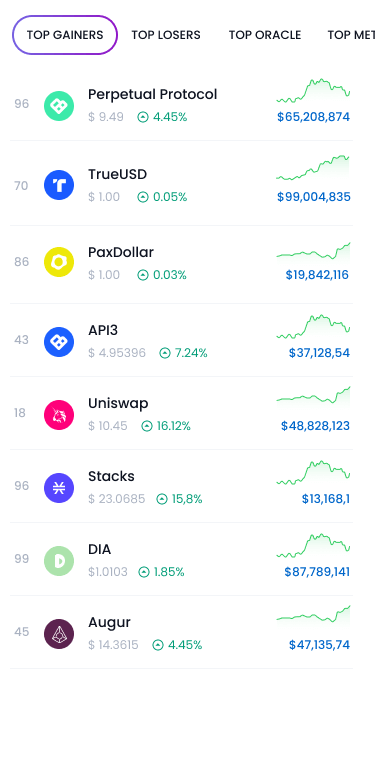 TOP GAINERS TOP LOSERS TOP ORACLE TOP MET
96 Perpetual Protocol
$ 9.49 4.45% $65,208,874
70 TrueUSD
$ 1.00 0.05% $99,004,835
86 PaxDollar
$ 1.00 0.03% $19,842,116
43 API3
$ 4.95396 7.24% $37,128,54
18 Uniswap
$ 10.45 16.12% $48,828,123
96 Stacks
$ 23.0685 15,8% $13,168,1
99 DIA
$1.0103 1.85% $87,789,141
45 Augur
$ 14.3615 4.45% $47,135,74